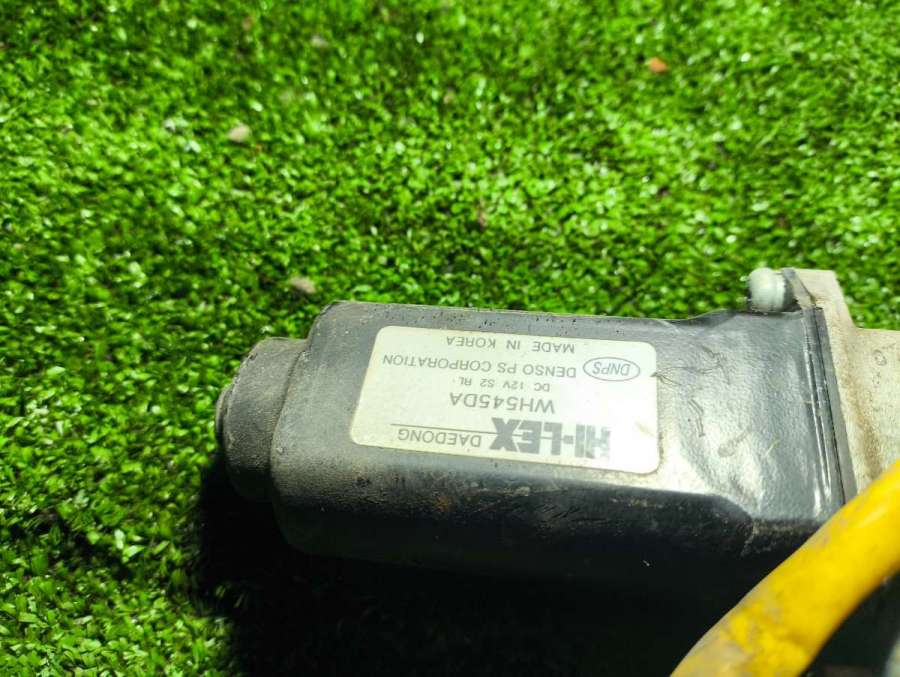 HI-LEX DAEDONG
WH545DA
DC 12V S2 RL
DNPS DENSO PS CORPORATION
MADE IN KOREA